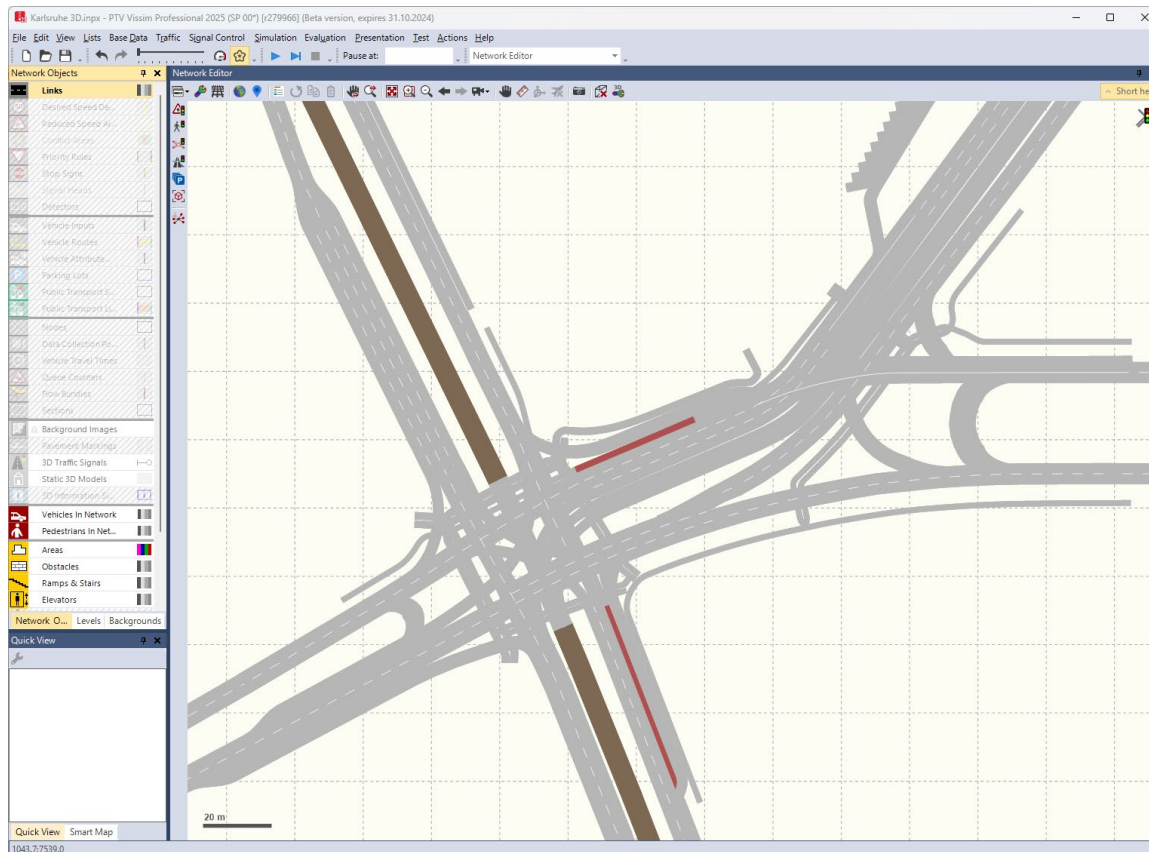 Karlsruhe 3D.inpx - PTV Vissim Professional 2025 (SP 00*) [r279966] (Beta version, expires 31.10.2024)
File Edit View Lists Base Data Traffic Signal Control Simulation Evaluation Presentation Test Actions Help
Pause at: Network Editor
Network Objects
Network Editor
Short he
Links
Desired Speed De...
Reduced Speed Ar...
Conflict Areas
Priority Rules
Stop Signs
Signal Heads
Detectors
Vehicle Inputs
Vehicle Routes
Vehicle Attribute...
Parking Lots
Public Transport S...
Public Transport Li...
Nodes
Data Collection Po...
Vehicle Travel Times
Queue Counters
Flow Bundles
Sections
Background Images
Pavement Markings
3D Traffic Signals
Static 3D Models
3D Information Si...
Vehicles In Network
Pedestrians In Net...
Areas
Obstacles
Ramps & Stairs
Elevators
Network O... Levels Backgrounds
Quick View
20 m
Quick View Smart Map
1043.7:7539.0